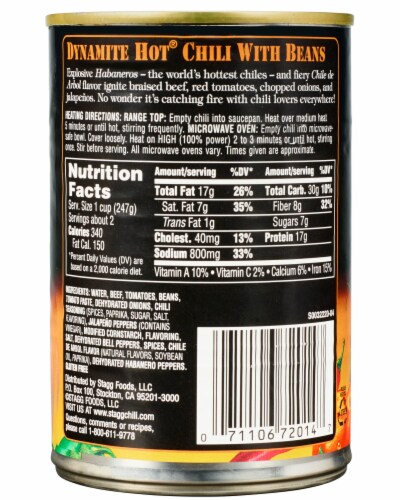 DYNAMITE HOT® CHILI WITH BEANS
Explosive Habaneros – the world's hottest chiles – and fiery Chile de
Arbol flavor ignite braised beef, red tomatoes, chopped onions, and
jalapeños. No wonder it's catching fire with chili lovers everywhere!
HEATING DIRECTIONS: RANGE TOP: Empty chili into saucepan. Heat over medium heat
5 minutes or until hot, stirring frequently. MICROWAVE OVEN: Empty chili into microwave-
safe bowl. Cover loosely. Heat on HIGH (100% power) 2 to 3 minutes or until hot, stirring
once. Stir before serving. All microwave ovens vary. Times given are approximate.
Nutrition
Facts
Serv. Size 1 cup (247g)
Servings about 2
Calories 340
Fat Cal. 150
*Percent Daily Values (DV) are
based on a 2,000 calorie diet.
Amount/serving %DV* Amount/serving %DV*
Total Fat 17g 26% Total Carb. 30g 10%
Sat. Fat 7g 35% Fiber 8g 32%
Trans Fat 1g Sugars 7g
Cholest. 40mg 13% Protein 17g
Sodium 800mg 33%
Vitamin A 10% • Vitamin C 2% • Calcium 6% • Iron 15%
INGREDIENTS: WATER, BEEF, TOMATOES, BEANS,
TOMATO PASTE, DEHYDRATED ONIONS, CHILI
SEASONING (SPICES, PAPRIKA, SUGAR, SALT,
FLAVORING), JALAPEÑO PEPPERS (CONTAINS
VINEGAR), MODIFIED CORNSTARCH, FLAVORING,
SALT, DEHYDRATED BELL PEPPERS, SPICES, CHILE
DE ARBOL FLAVOR (NATURAL FLAVORS, SOYBEAN
OIL, PAPRIKA), DEHYDRATED HABANERO PEPPERS.
GLUTEN FREE
Distributed by Stagg Foods, LLC
P.O. Box 100, Stockton, CA 95201-3000
©STAGG FOODS, LLC
VISIT US AT www.staggchili.com
Questions, comments or recipes,
please call 1-800-611-9778
S0032220-04
0 71106 72014 7